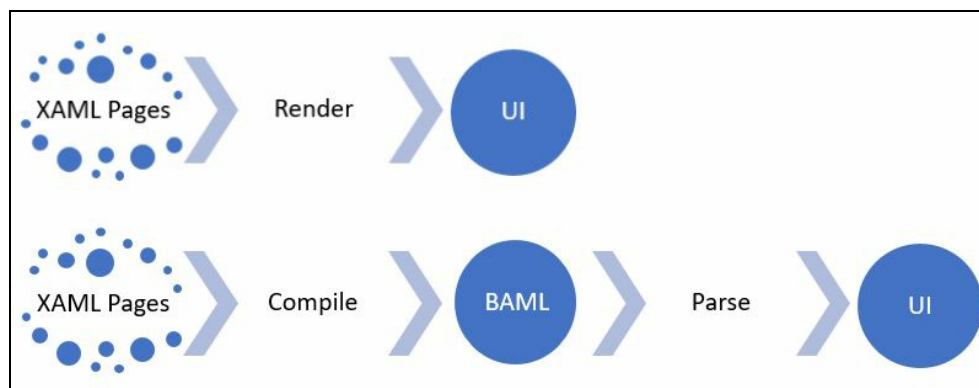 XAML Pages
Render
UI
XAML Pages
Compile
BAML
Parse
UI